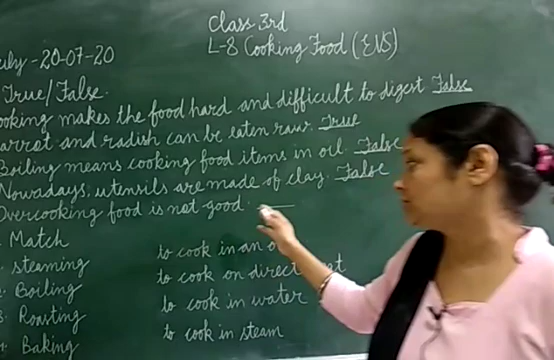 Class 3rd
L-8 Cooking Food (EVS)
-20-07-20
True/False.
makes the food hard and difficult to digest False
and radish can be eaten raw. True
Boiling means cooking food items in oil. False
Nowadays, utensils are made of clay. False
Overcooking food is not good.
Match
steaming to cook in an
Boiling to cook on direct
Roasting to cook in water
Baking to cook in steam